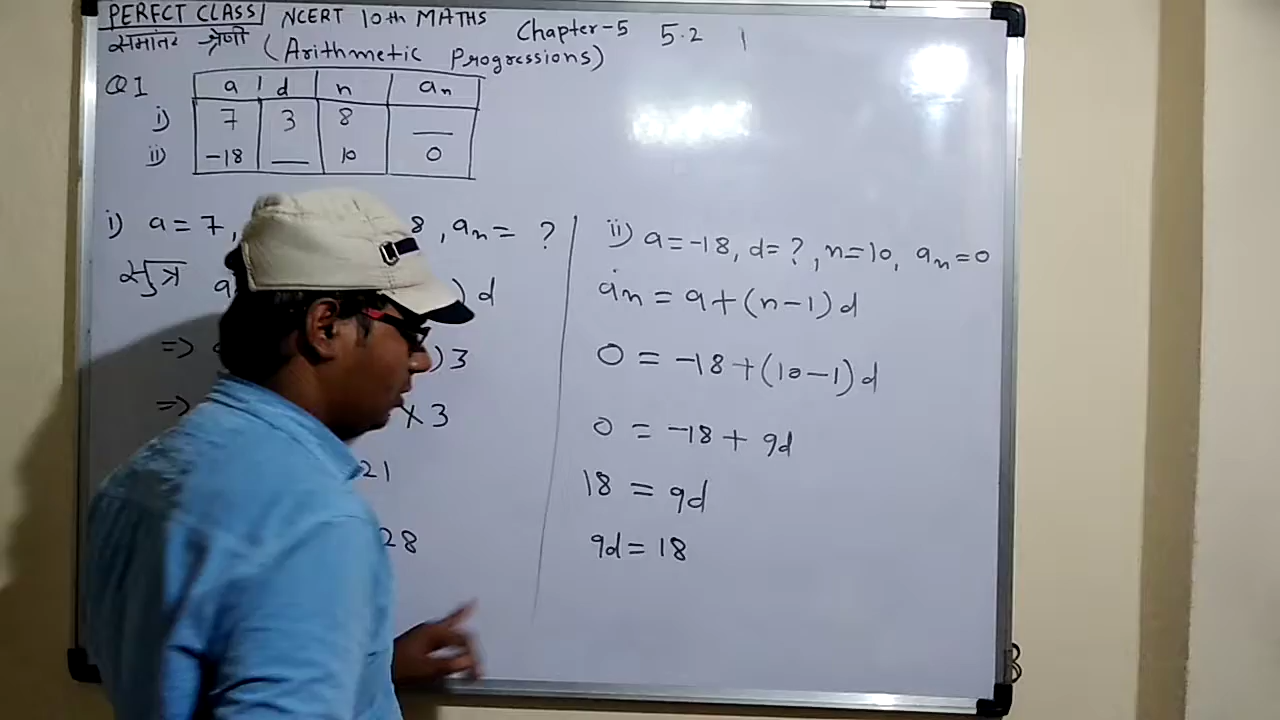 PERFCT CLASS NCERT 10th MATHS Chapter-5 5.2
समांतर श्रेणी (Arithmetic Progressions)
Q1 a d n an
i) 7 3 8 __
ii) -18 __ 10 0
i) a = 7, 8, an = ?
सूत्र a ) d
=> ) 3
=> × 3
21
28
ii) a = -18, d = ?, n = 10, an = 0
an = a + (n-1) d
0 = -18 + (10-1) d
0 = -18 + 9d
18 = 9d
9d = 18